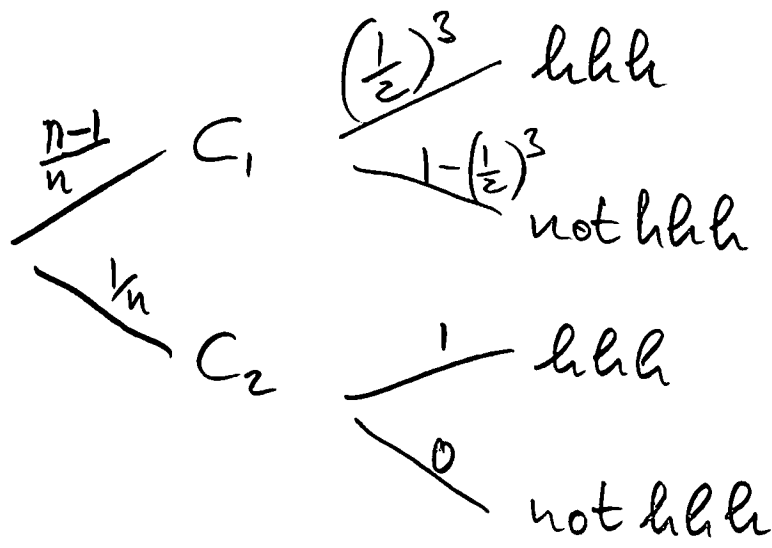 (1/2)^3 hhh
n-1/n C₁
1-(1/2)^3
not hhh
1/n
C₂ 1 hhh
0
not hhh